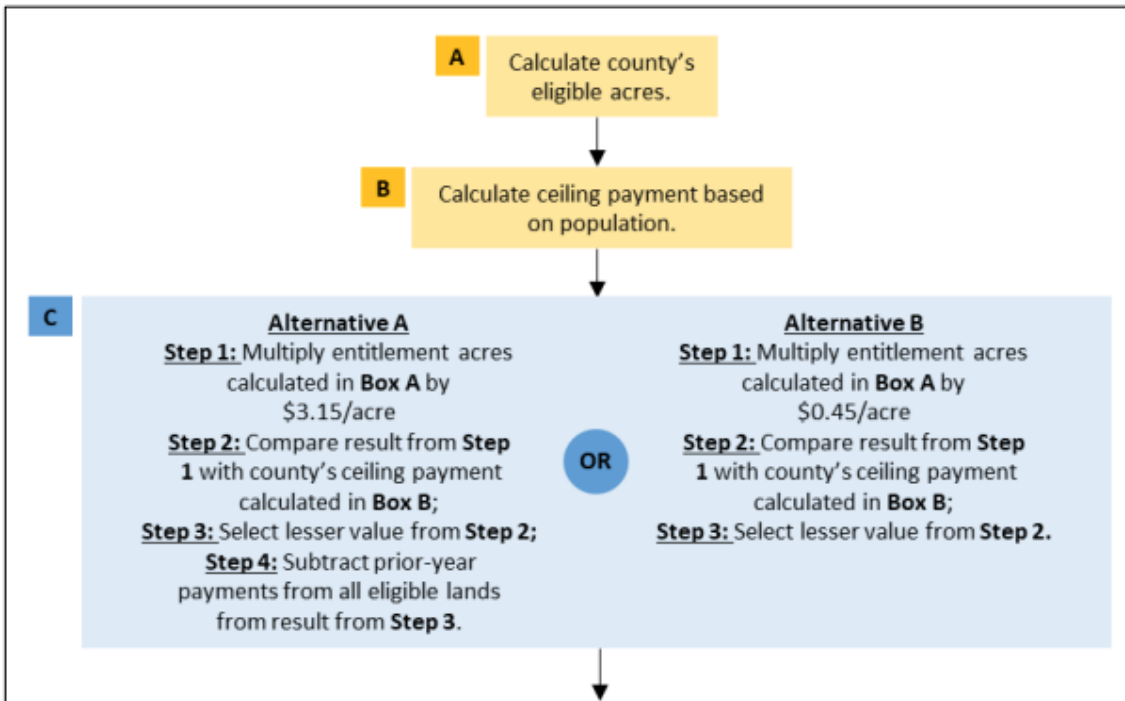 A
Calculate county's
eligible acres.
B
Calculate ceiling payment based
on population.
C
Alternative A
Step 1: Multiply entitlement acres
calculated in Box A by
$3.15/acre
Step 2: Compare result from Step
1 with county's ceiling payment
calculated in Box B;
Step 3: Select lesser value from Step 2;
Step 4: Subtract prior-year
payments from all eligible lands
from result from Step 3.
OR
Alternative B
Step 1: Multiply entitlement acres
calculated in Box A by
$0.45/acre
Step 2: Compare result from Step
1 with county's ceiling payment
calculated in Box B;
Step 3: Select lesser value from Step 2.